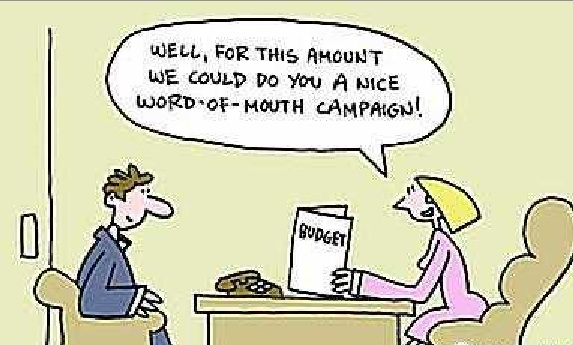 WELL, FOR THIS AMOUNT
WE COULD DO YOU A NICE
WORD-OF-MOUTH CAMPAIGN!
BUDGET